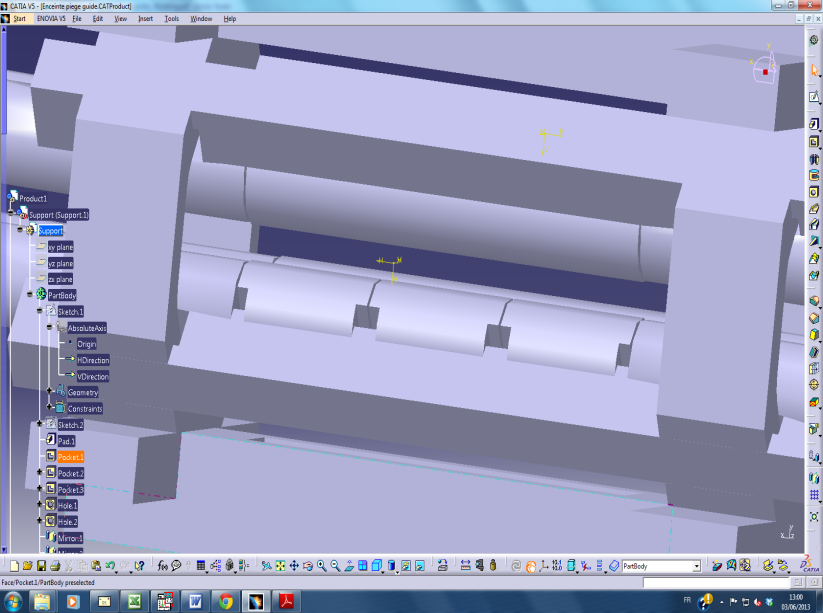 CATIA V5 - [Enceinte piege guide.CATProduct]
Start ENOVIA V5 File Edit View Insert Tools Window Help
Product1
Support (Support.1)
Support
xy plane
yz plane
zx plane
PartBody
Sketch.1
AbsoluteAxis
Origin
HDirection
VDirection
Geometry
Constraints
Sketch.2
Pad.1
Pocket.1
Pocket.2
Pocket.3
Hole.1
Hole.2
Mirror.1
PartBody
Face/Pocket.1/PartBody preselected
CATIA
FR
13:00
03/06/2013